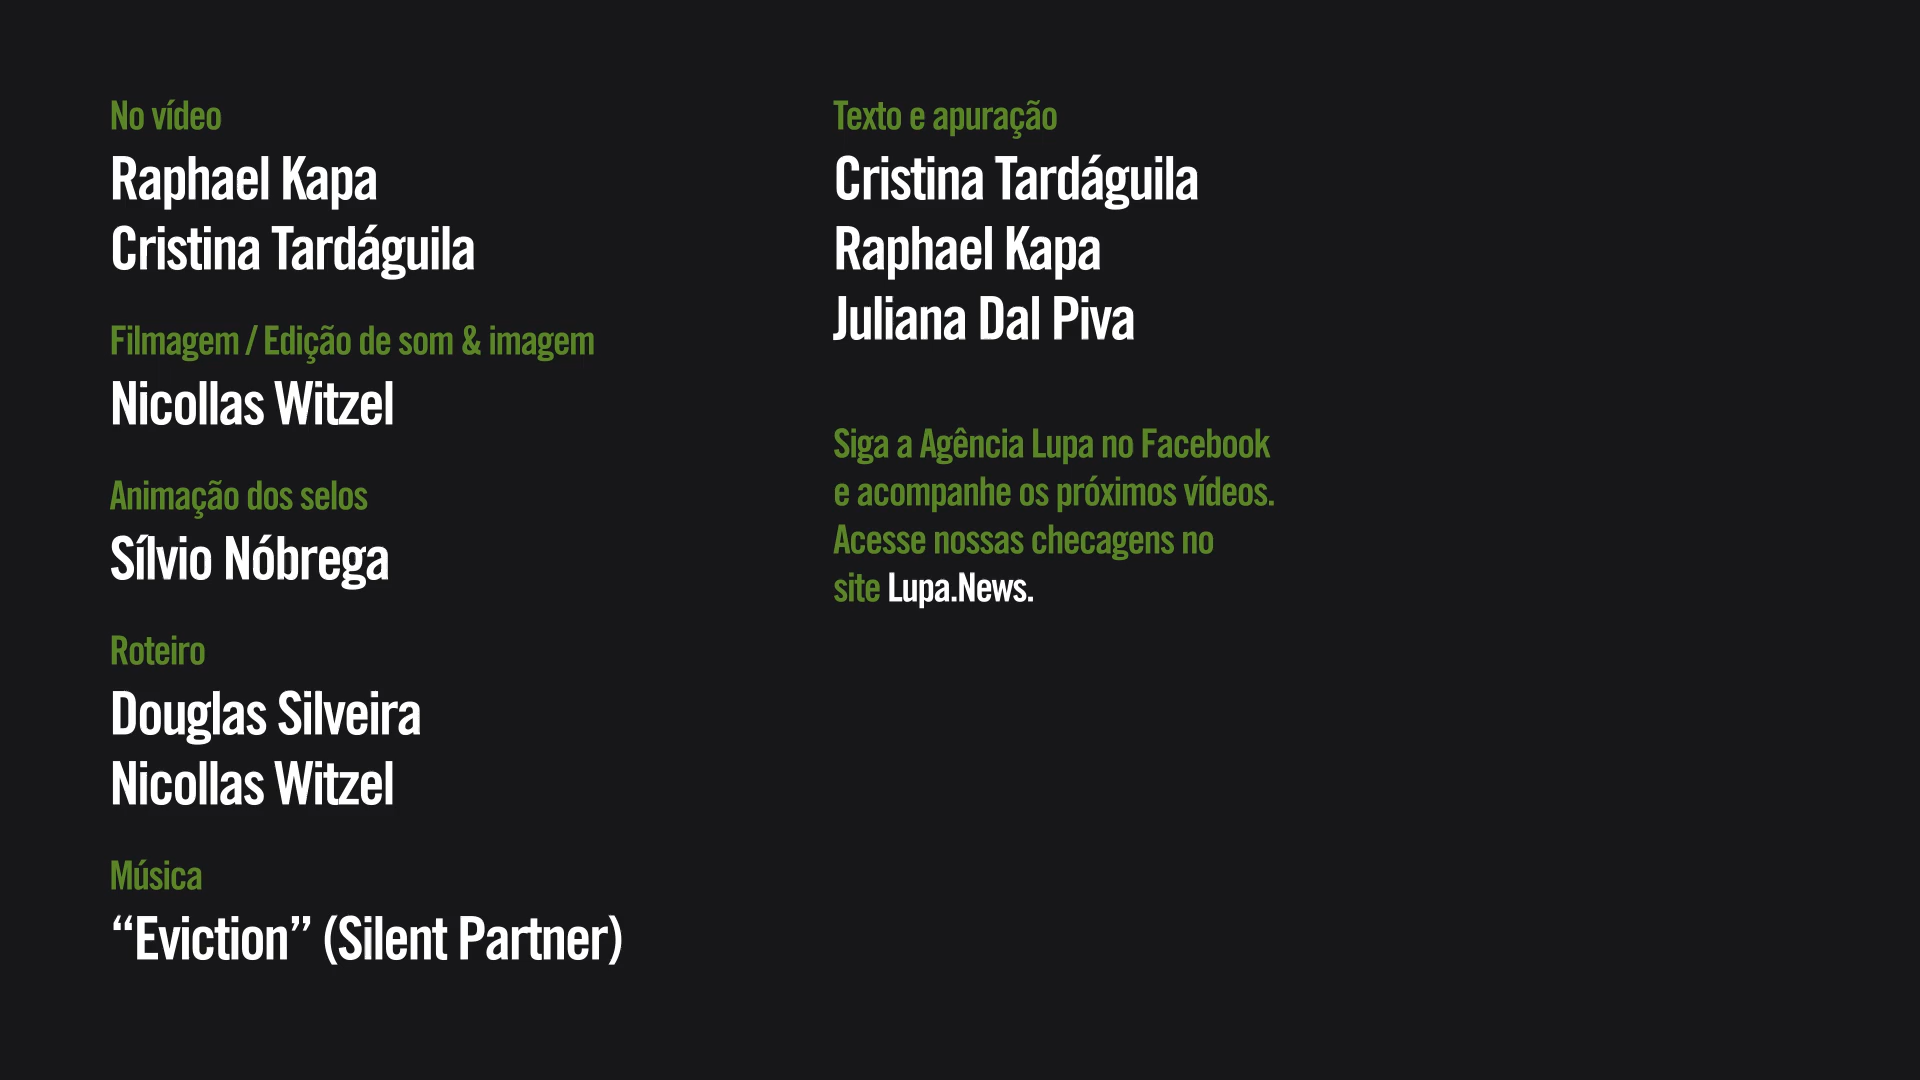 No vídeo
Raphael Kapa
Cristina Tardáguila
Filmagem / Edição de som & imagem
Nicollas Witzel
Animação dos selos
Sílvio Nóbrega
Roteiro
Douglas Silveira
Nicollas Witzel
Música
“Eviction” (Silent Partner)
Texto e apuração
Cristina Tardáguila
Raphael Kapa
Juliana Dal Piva
Siga a Agência Lupa no Facebook
e acompanhe os próximos vídeos.
Acesse nossas checagens no
site Lupa.News.